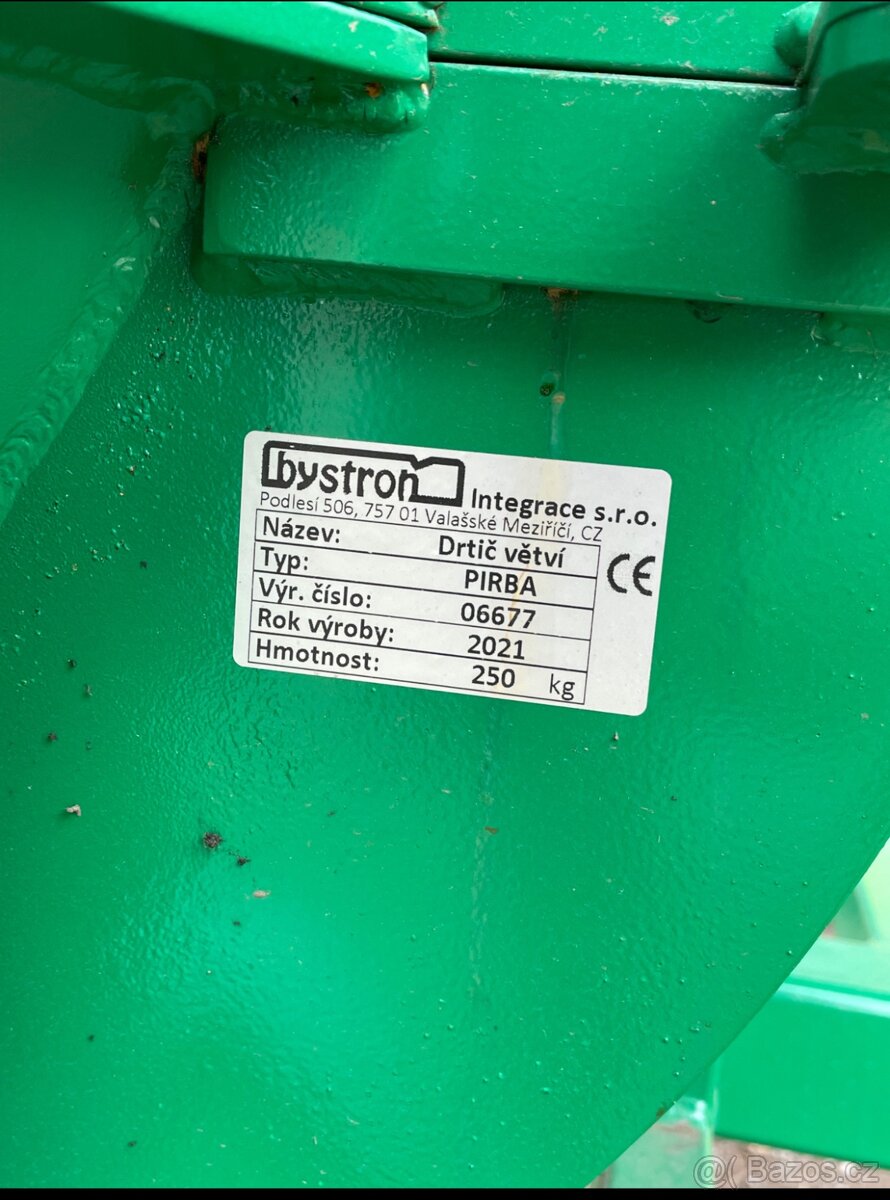 bystron Integrace s.r.o.
Podlesí 506, 757 01 Valašské Meziříčí, CZ
Název: Drtič větví
Typ: PIRBA
Výr. číslo: 06677
Rok výroby: 2021
Hmotnost: 250 kg
CE
@( Bazos.cz